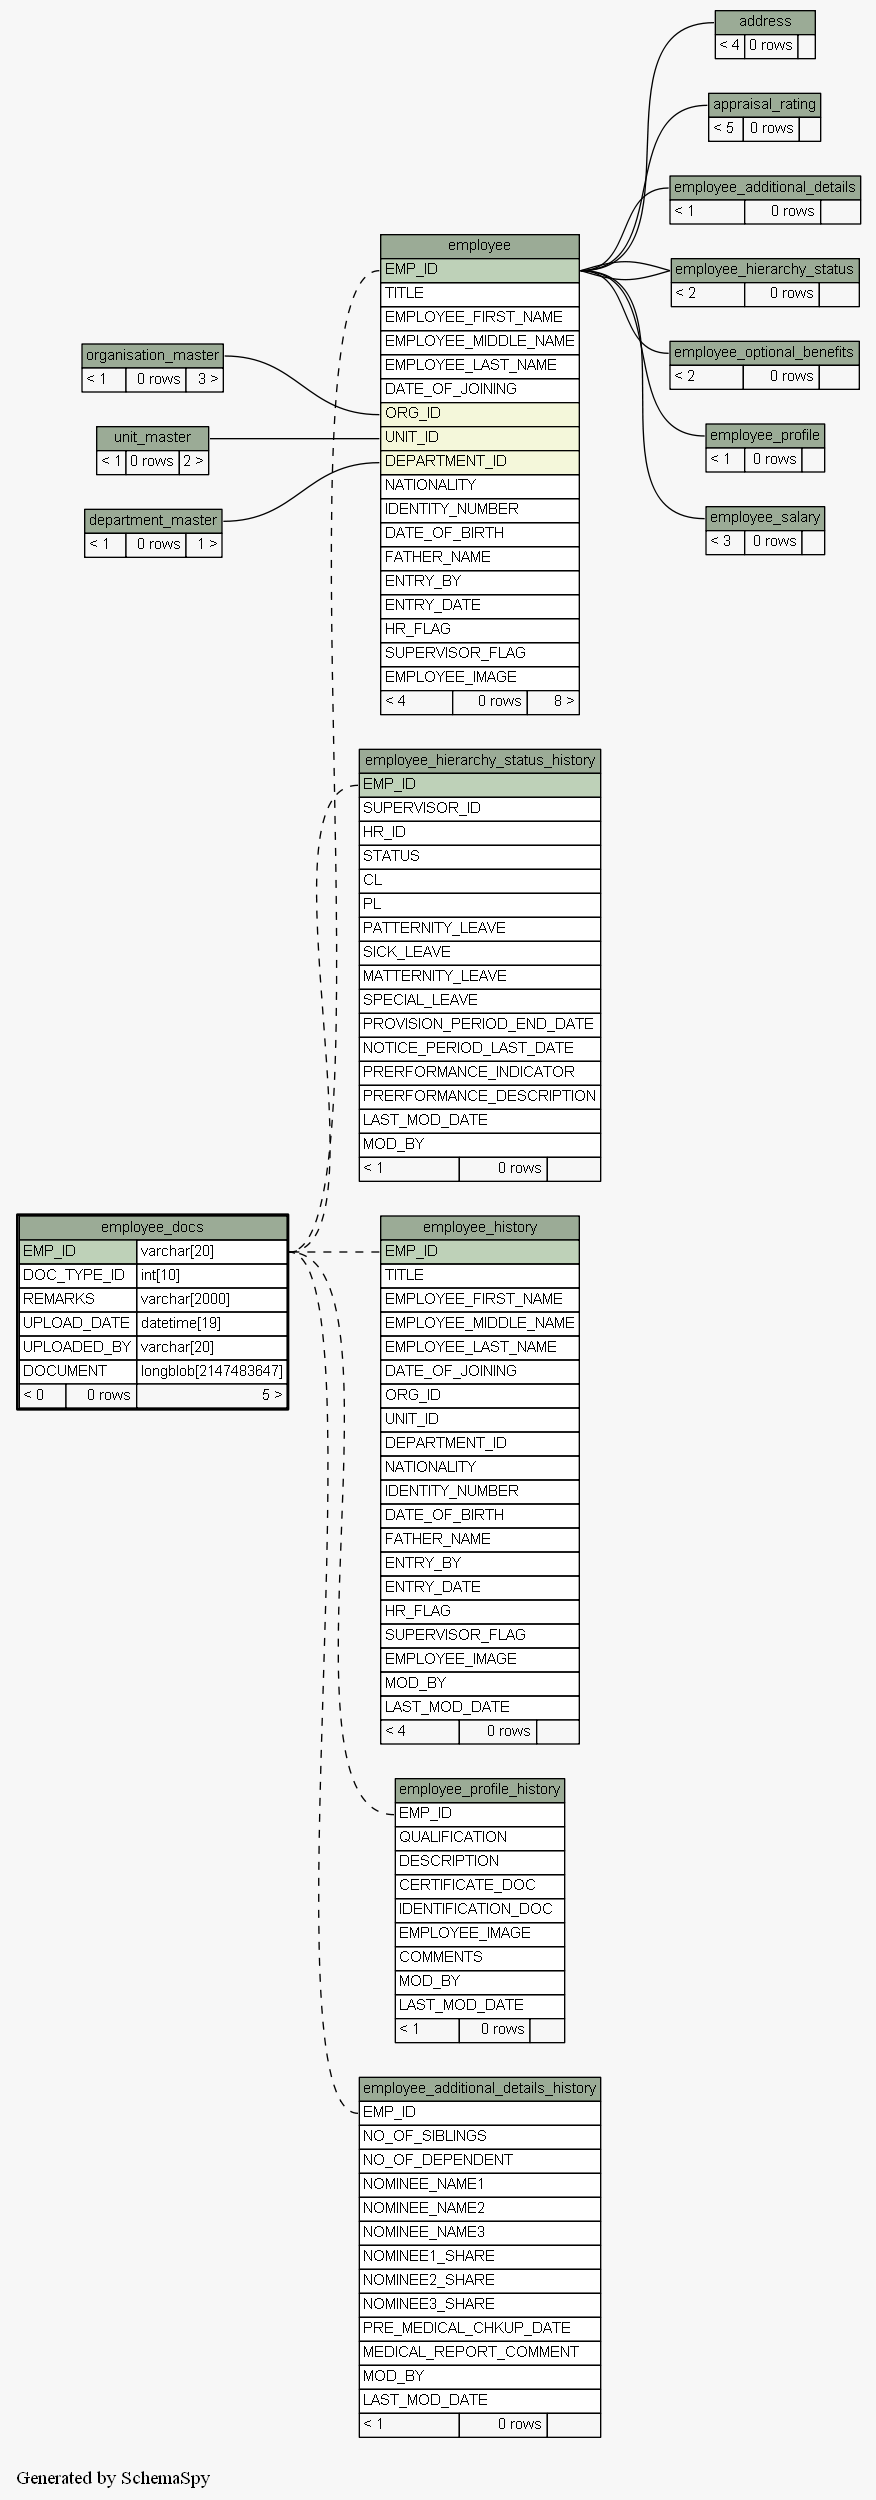 address
< 4 0 rows
appraisal_rating
< 5 0 rows
employee_additional_details
< 1 0 rows
employee_hierarchy_status
< 2 0 rows
employee_optional_benefits
< 2 0 rows
employee_profile
< 1 0 rows
employee_salary
< 3 0 rows
employee
EMP_ID
TITLE
EMPLOYEE_FIRST_NAME
EMPLOYEE_MIDDLE_NAME
EMPLOYEE_LAST_NAME
DATE_OF_JOINING
ORG_ID
UNIT_ID
DEPARTMENT_ID
NATIONALITY
IDENTITY_NUMBER
DATE_OF_BIRTH
FATHER_NAME
ENTRY_BY
ENTRY_DATE
HR_FLAG
SUPERVISOR_FLAG
EMPLOYEE_IMAGE
< 4 0 rows 8 >
organisation_master
< 1 0 rows 3 >
unit_master
< 1 0 rows 2 >
department_master
< 1 0 rows 1 >
employee_hierarchy_status_history
EMP_ID
SUPERVISOR_ID
HR_ID
STATUS
CL
PL
PATTERNITY_LEAVE
SICK_LEAVE
MATTERNITY_LEAVE
SPECIAL_LEAVE
PROVISION_PERIOD_END_DATE
NOTICE_PERIOD_LAST_DATE
PRERFORMANCE_INDICATOR
PRERFORMANCE_DESCRIPTION
LAST_MOD_DATE
MOD_BY
< 1 0 rows
employee_docs
EMP_ID varchar[20]
DOC_TYPE_ID int[10]
REMARKS varchar[2000]
UPLOAD_DATE datetime[19]
UPLOADED_BY varchar[20]
DOCUMENT longblob[2147483647]
< 0 0 rows 5 >
employee_history
EMP_ID
TITLE
EMPLOYEE_FIRST_NAME
EMPLOYEE_MIDDLE_NAME
EMPLOYEE_LAST_NAME
DATE_OF_JOINING
ORG_ID
UNIT_ID
DEPARTMENT_ID
NATIONALITY
IDENTITY_NUMBER
DATE_OF_BIRTH
FATHER_NAME
ENTRY_BY
ENTRY_DATE
HR_FLAG
SUPERVISOR_FLAG
EMPLOYEE_IMAGE
MOD_BY
LAST_MOD_DATE
< 4 0 rows
employee_profile_history
EMP_ID
QUALIFICATION
DESCRIPTION
CERTIFICATE_DOC
IDENTIFICATION_DOC
EMPLOYEE_IMAGE
COMMENTS
MOD_BY
LAST_MOD_DATE
< 1 0 rows
employee_additional_details_history
EMP_ID
NO_OF_SIBLINGS
NO_OF_DEPENDENT
NOMINEE_NAME1
NOMINEE_NAME2
NOMINEE_NAME3
NOMINEE1_SHARE
NOMINEE2_SHARE
NOMINEE3_SHARE
PRE_MEDICAL_CHKUP_DATE
MEDICAL_REPORT_COMMENT
MOD_BY
LAST_MOD_DATE
< 1 0 rows
Generated by SchemaSpy